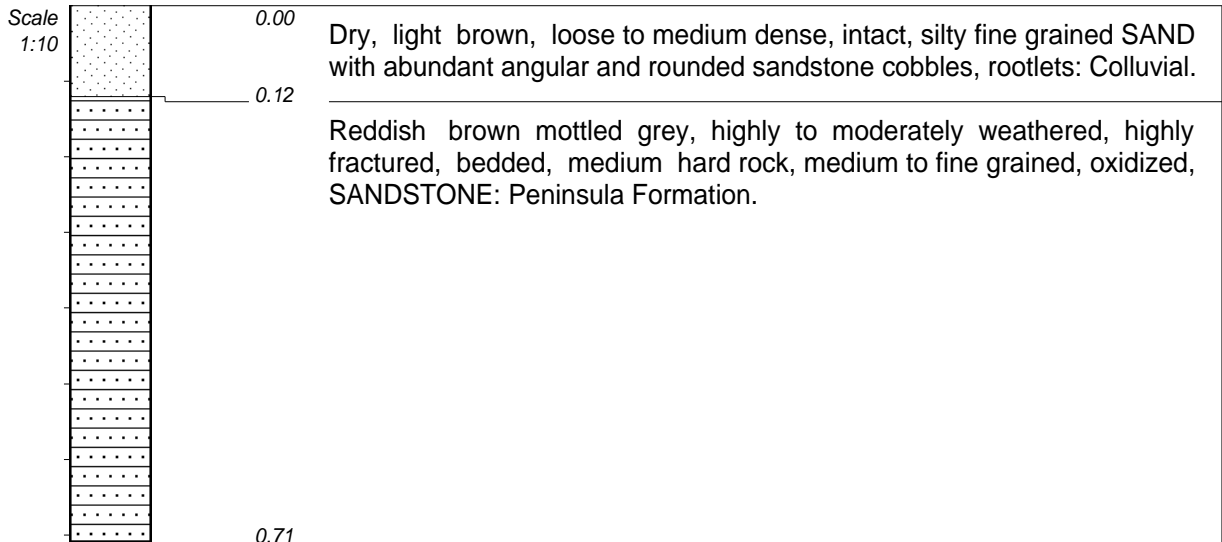 Scale
1:10
0.00
Dry, light brown, loose to medium dense, intact, silty fine grained SAND
with abundant angular and rounded sandstone cobbles, rootlets: Colluvial.
0.12
Reddish brown mottled grey, highly to moderately weathered, highly
fractured, bedded, medium hard rock, medium to fine grained, oxidized,
SANDSTONE: Peninsula Formation.
0.71